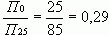 П₀/П₂₅ = 25/85 = 0,29